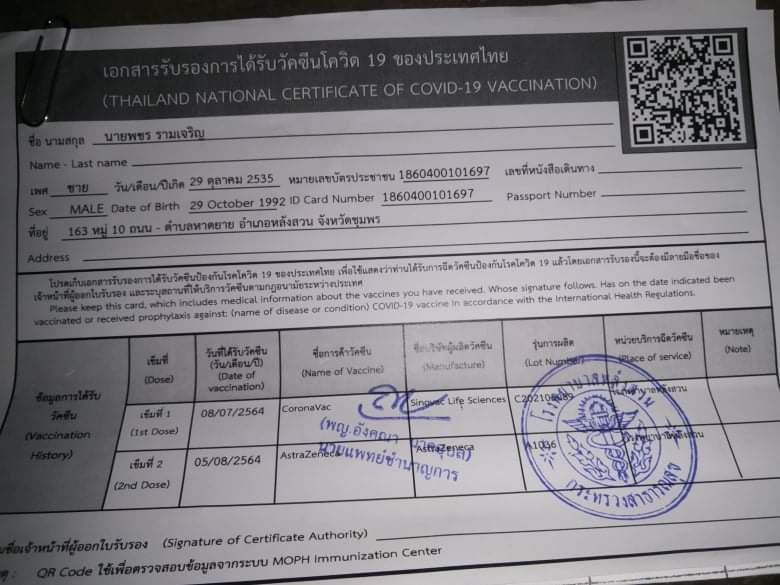 เอกสารรับรองการได้รับวัคซีนโควิด 19 ของประเทศไทย
(THAILAND NATIONAL CERTIFICATE OF COVID-19 VACCINATION)
ชื่อ นามสกุล นายพชร รามเจริญ
Name - Last name
เพศ ชาย วัน/เดือน/ปีเกิด 29 ตุลาคม 2535 หมายเลขบัตรประชาชน 1860400101697 เลขที่หนังสือเดินทาง
Sex MALE Date of Birth 29 October 1992 ID Card Number 1860400101697 Passport Number
ที่อยู่ 163 หมู่ 10 ถนน - ตำบลหาดยาย อำเภอหลังสวน จังหวัดชุมพร
Address
โปรดเก็บเอกสารรับรองการได้รับวัคซีนป้องกันโรคโควิด 19 ของประเทศไทย เพื่อใช้แสดงว่าท่านได้รับการฉีดวัคซีนป้องกันโรคโควิด 19 แล้วโดยเอกสารรับรองนี้จะต้องมีลายมือชื่อของ
เจ้าหน้าที่ผู้ออกใบรับรอง และระบุสถานที่ให้บริการวัคซีนตามกฎอนามัยระหว่างประเทศ
Please keep this card, which includes medical information about the vaccines you have received. Whose signature follows. Has on the date indicated been
vaccinated or received prophylaxis against: (name of disease or condition) COVID-19 vaccine in accordance with the International Health Regulations.
ข้อมูลการได้รับวัคซีน (Vaccination History)
เข็มที่ (Dose) วันที่ได้รับวัคซีน (วัน/เดือน/ปี) (Date of vaccination) ชื่อการค้าวัคซีน (Name of Vaccine) ชื่อบริษัทผู้ผลิตวัคซีน (Manufacture) รุ่นการผลิต (Lot Number) หน่วยบริการฉีดวัคซีน (Place of service) หมายเหตุ (Note)
เข็มที่ 1 (1st Dose) 08/07/2564 CoronaVac Sinovac Life Sciences
เข็มที่ 2 (2nd Dose) 05/08/2564 AstraZeneca AstraZeneca A1036
(พญ.อังคณา
นายแพทย์ชำนาญการ
โรงพยาบาลหลังสวน
กระทรวงสาธารณสุข
ชื่อเจ้าหน้าที่ผู้ออกใบรับรอง (Signature of Certificate Authority)
QR Code ใช้เพื่อตรวจสอบข้อมูลจากระบบ MOPH Immunization Center